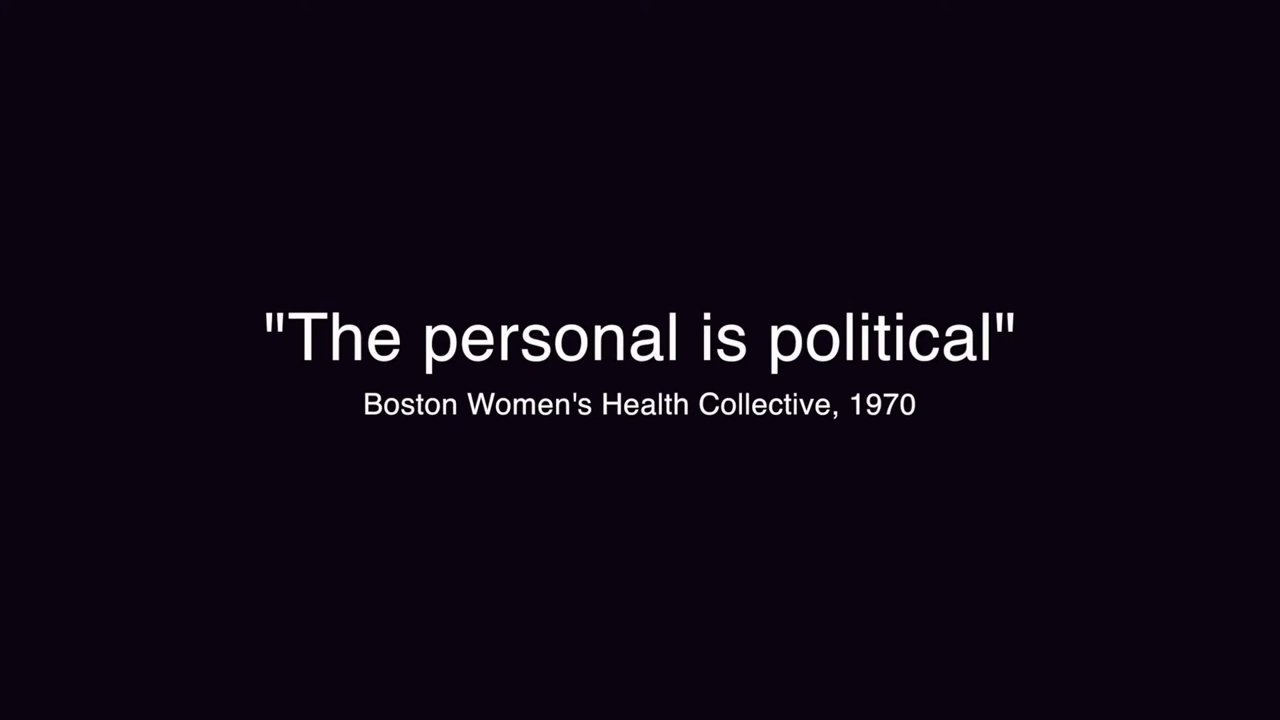 "The personal is political"
Boston Women's Health Collective, 1970